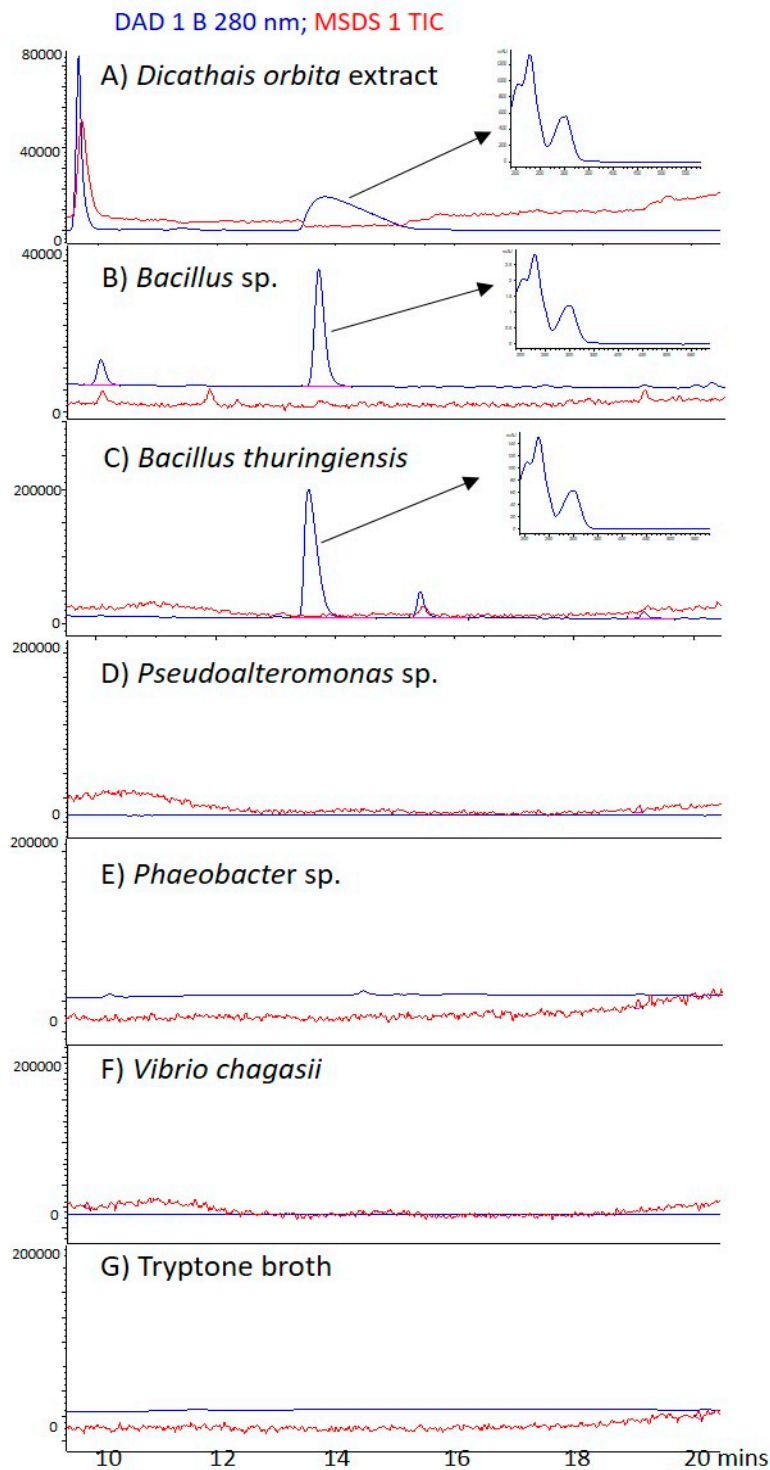 DAD 1 B 280 nm; MSDS 1 TIC
80000
A) Dicathais orbita extract
40000
0
40000
B) Bacillus sp.
0
C) Bacillus thuringiensis
200000
0
200000
D) Pseudoalteromonas sp.
0
200000
E) Phaeobacter sp.
0
200000
F) Vibrio chagasii
0
200000
G) Tryptone broth
0
10 12 14 16 18 20 mins